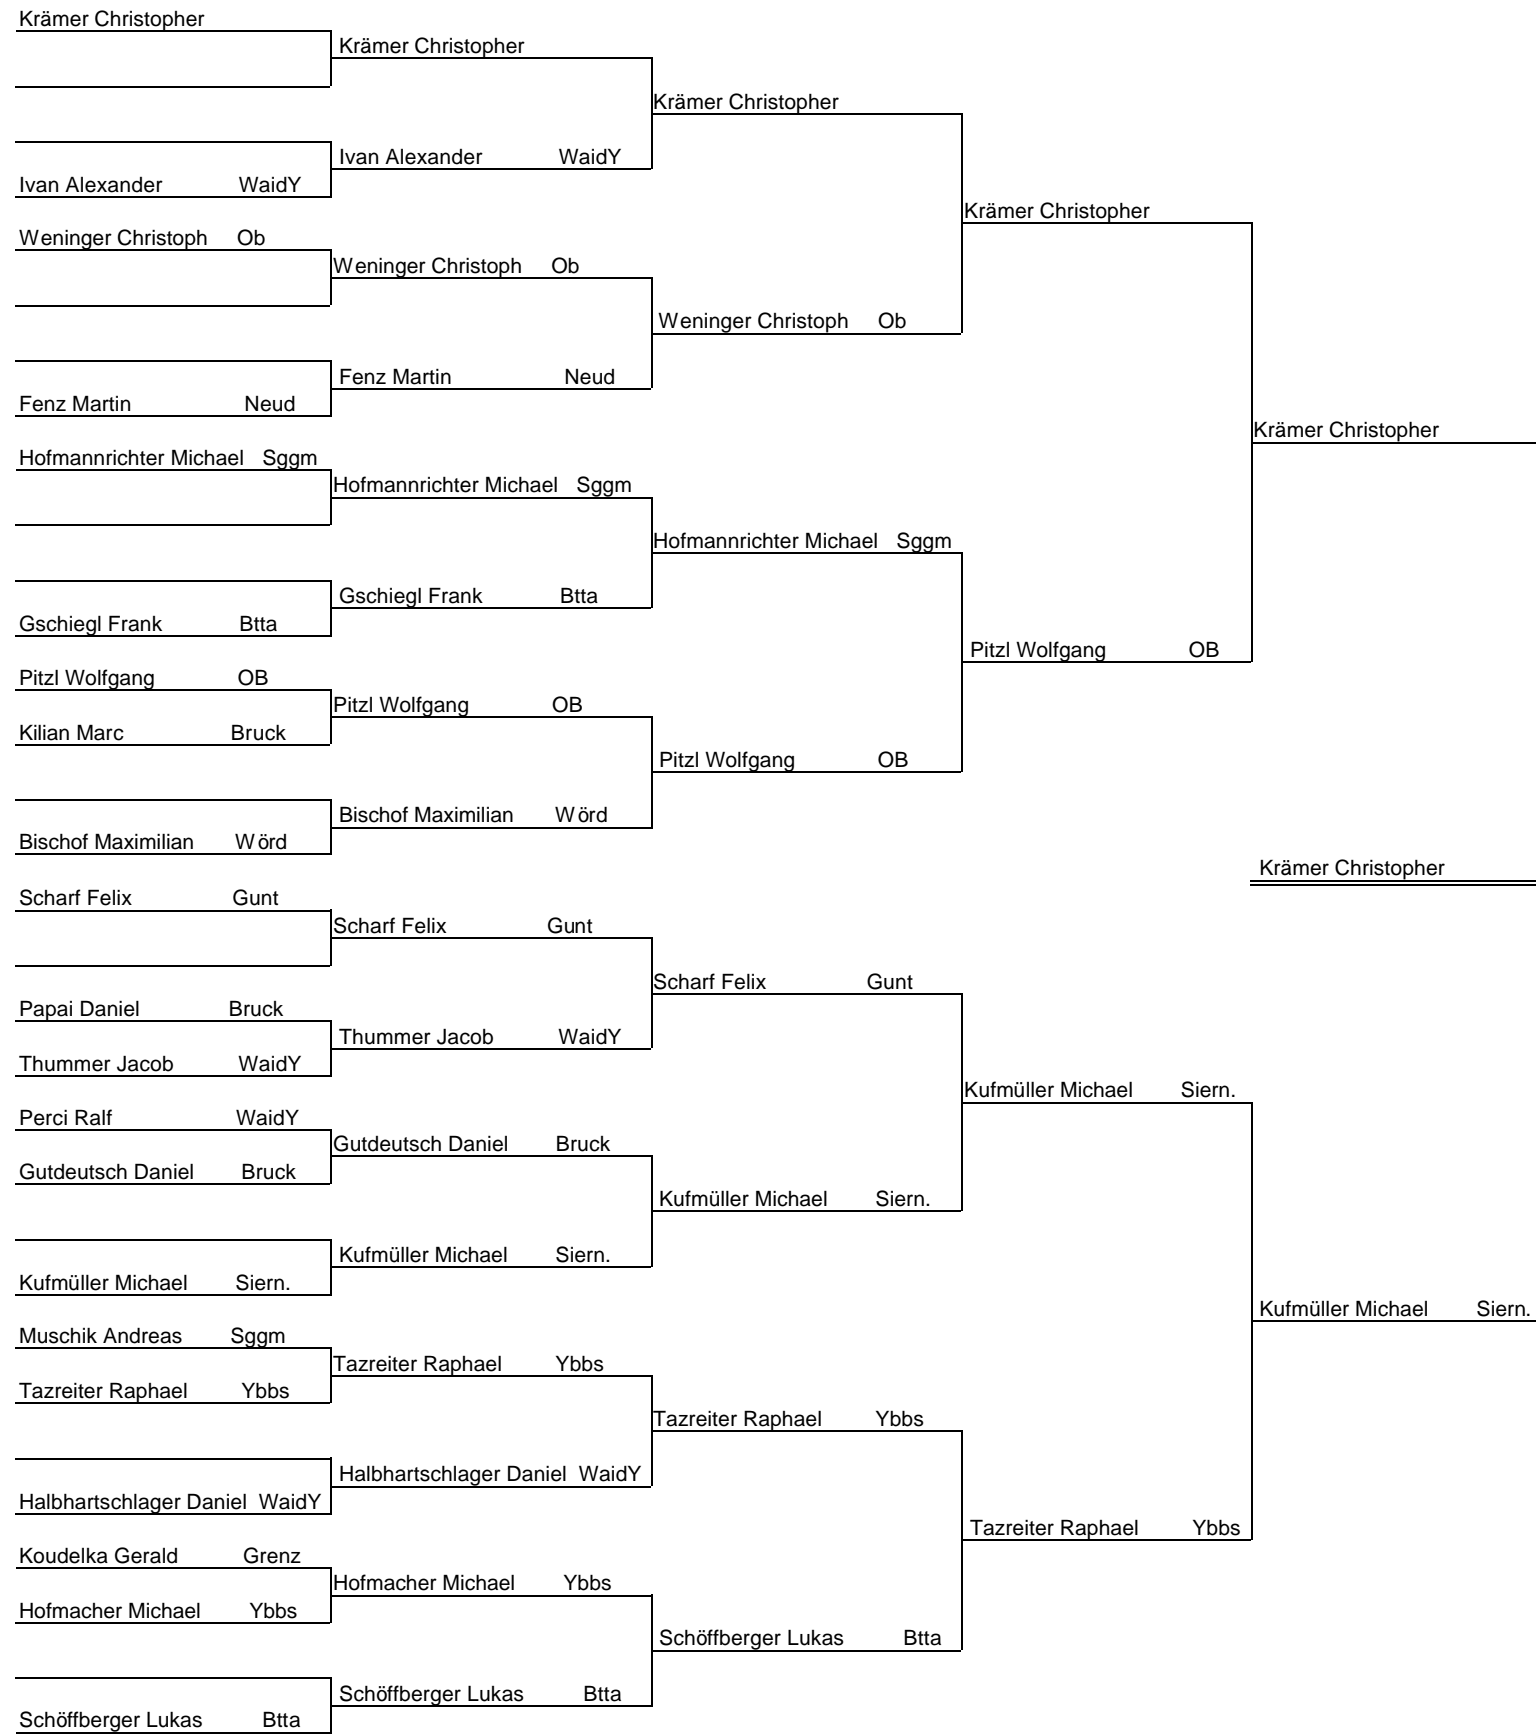 Krämer Christopher
Krämer Christopher
Krämer Christopher
Ivan Alexander WaidY
Ivan Alexander WaidY
Krämer Christopher
Weninger Christoph Ob
Weninger Christoph Ob
Weninger Christoph Ob
Fenz Martin Neud
Fenz Martin Neud
Krämer Christopher
Hofmannrichter Michael Sggm
Hofmannrichter Michael Sggm
Hofmannrichter Michael Sggm
Gschiegl Frank Btta
Gschiegl Frank Btta
Pitzl Wolfgang OB
Pitzl Wolfgang OB
Pitzl Wolfgang OB
Kilian Marc Bruck
Pitzl Wolfgang OB
Bischof Maximilian Wörd
Bischof Maximilian Wörd
Krämer Christopher
Scharf Felix Gunt
Scharf Felix Gunt
Scharf Felix Gunt
Papai Daniel Bruck
Thummer Jacob WaidY
Thummer Jacob WaidY
Kufmüller Michael Siern.
Perci Ralf WaidY
Gutdeutsch Daniel Bruck
Gutdeutsch Daniel Bruck
Kufmüller Michael Siern.
Kufmüller Michael Siern.
Kufmüller Michael Siern.
Kufmüller Michael Siern.
Muschik Andreas Sggm
Tazreiter Raphael Ybbs
Tazreiter Raphael Ybbs
Tazreiter Raphael Ybbs
Halbhartschlager Daniel WaidY
Halbhartschlager Daniel WaidY
Tazreiter Raphael Ybbs
Koudelka Gerald Grenz
Hofmacher Michael Ybbs
Hofmacher Michael Ybbs
Schöffberger Lukas Btta
Schöffberger Lukas Btta
Schöffberger Lukas Btta